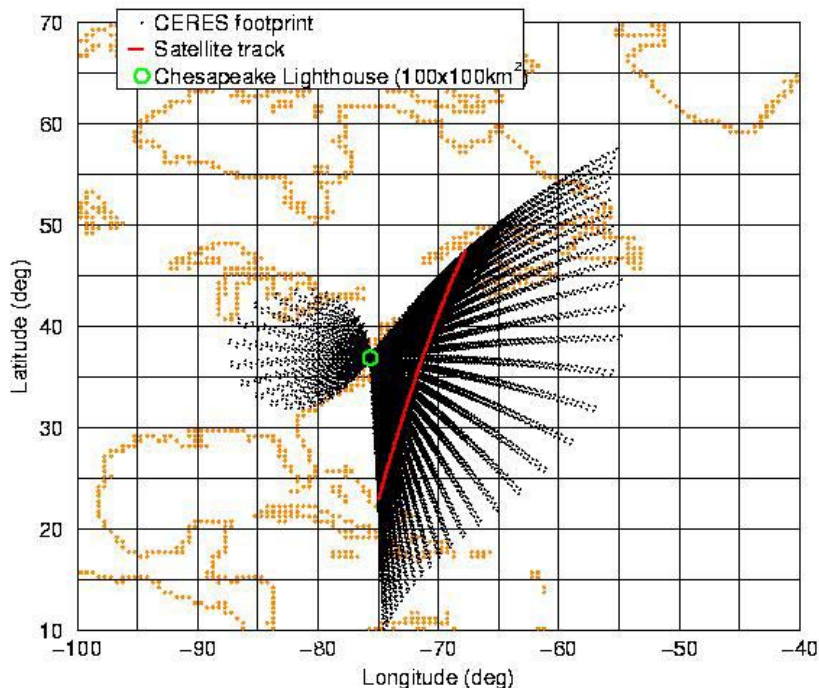 70
60
50
40
30
20
10
Latitude (deg)
CERES footprint
Satellite track
Chesapeake Lighthouse (100x100km²)
−100
−90
−80
−70
−60
−50
−40
Longitude (deg)